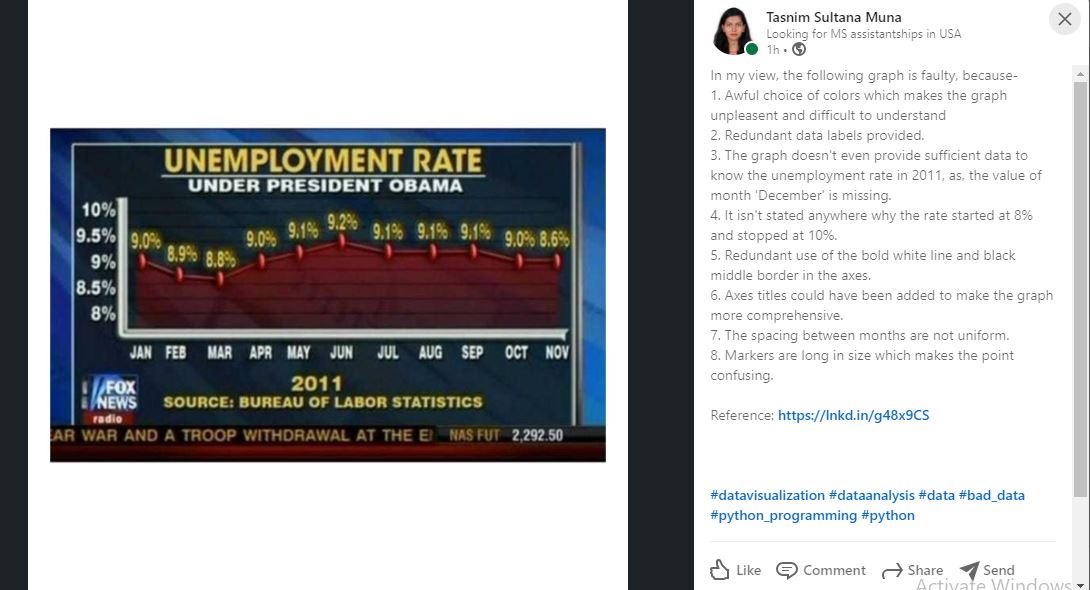 UNEMPLOYMENT RATE
UNDER PRESIDENT OBAMA
10%
9.5%
9%
8.5%
8%
9.0% 8.9% 8.8% 9.0% 9.1% 9.2% 9.1% 9.1% 9.1% 9.0% 8.6%
JAN FEB MAR APR MAY JUN JUL AUG SEP OCT NOV
2011
SOURCE: BUREAU OF LABOR STATISTICS
FOX
NEWS
radio
AR WAR AND A TROOP WITHDRAWAL AT THE E NAS FUT 2,292.50
Tasnim Sultana Muna
Looking for MS assistantships in USA
1h •
In my view, the following graph is faulty, because-
1. Awful choice of colors which makes the graph
unpleasent and difficult to understand
2. Redundant data labels provided.
3. The graph doesn't even provide sufficient data to
know the unemployment rate in 2011, as, the value of
month 'December' is missing.
4. It isn't stated anywhere why the rate started at 8%
and stopped at 10%.
5. Redundant use of the bold white line and black
middle border in the axes.
6. Axes titles could have been added to make the graph
more comprehensive.
7. The spacing between months are not uniform.
8. Markers are long in size which makes the point
confusing.
Reference: https://lnkd.in/g48x9CS
#datavisualization #dataanalysis #data #bad_data
#python_programming #python
Like Comment Share Send
Activate Windows